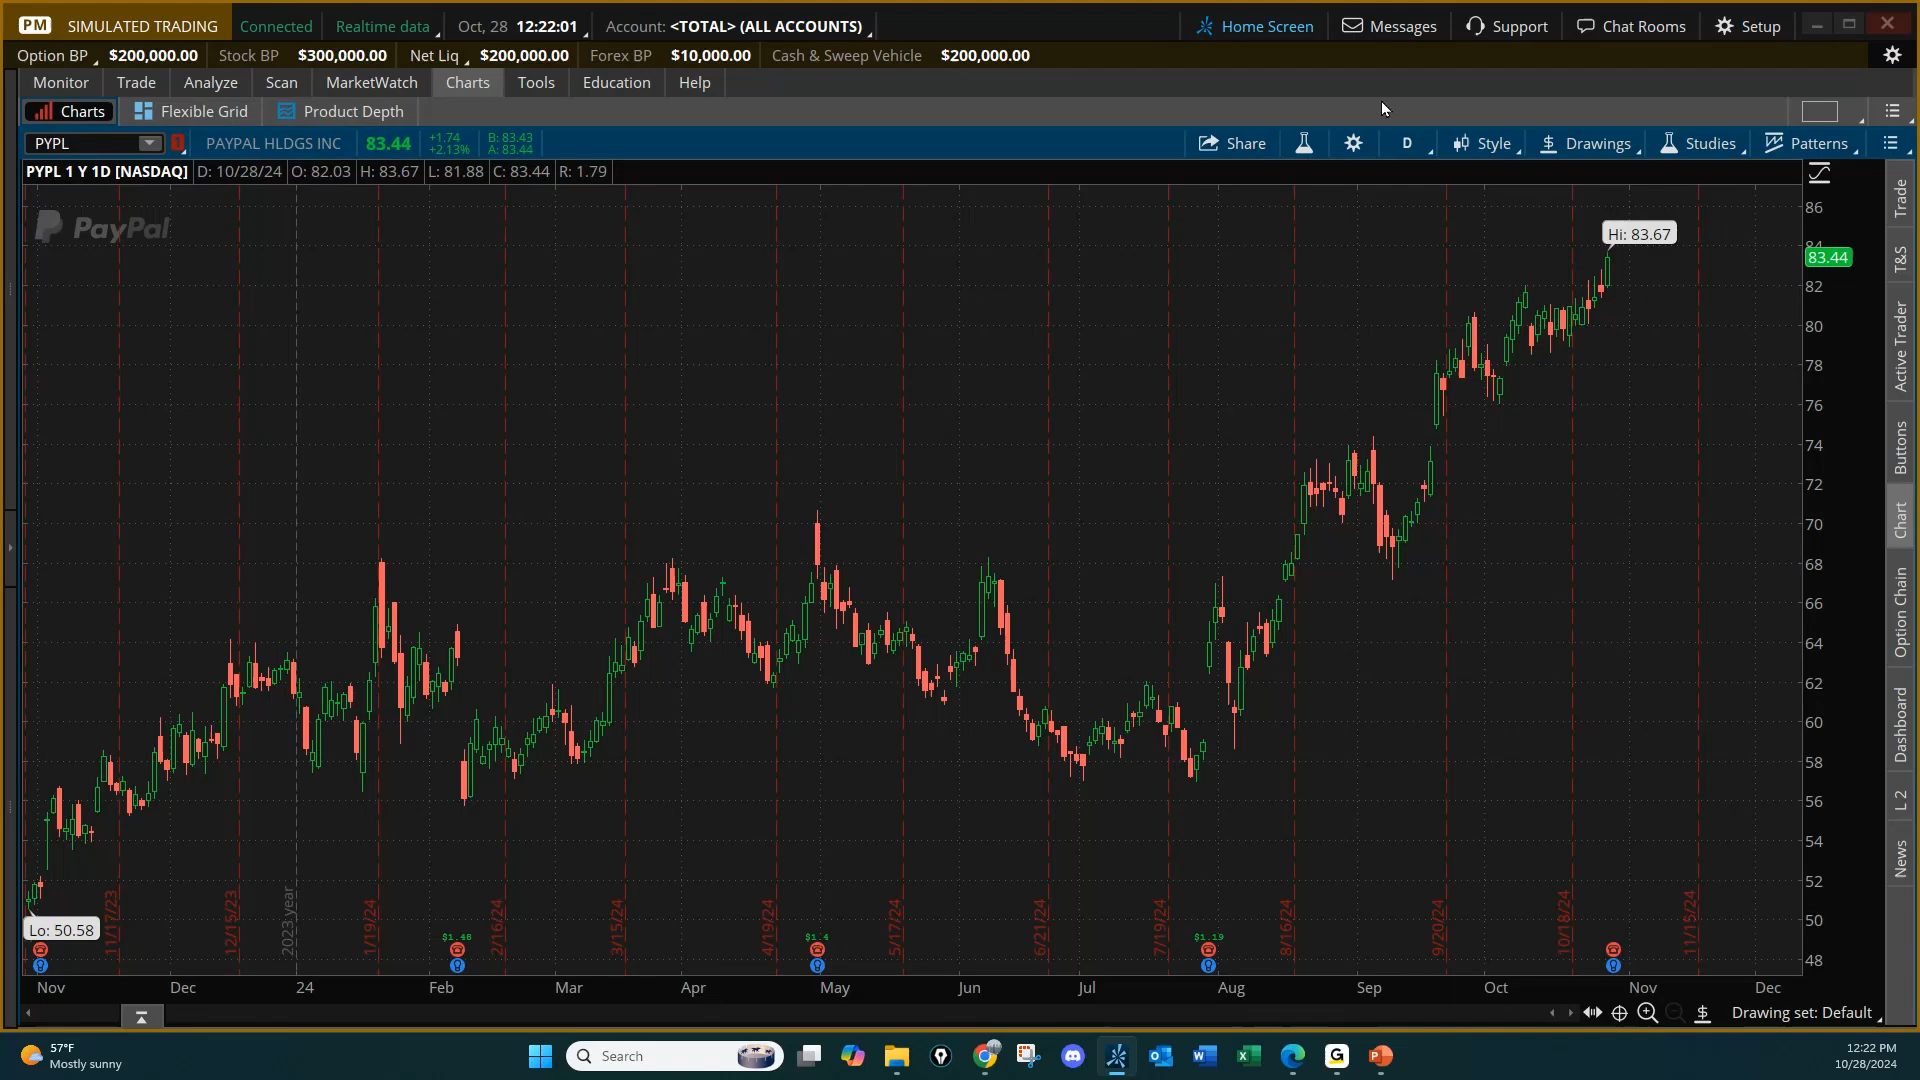 PM SIMULATED TRADING Connected Realtime data Oct, 28 12:22:01 Account: <TOTAL> (ALL ACCOUNTS) Home Screen Messages Support Chat Rooms Setup
Option BP $200,000.00 Stock BP $300,000.00 Net Liq $200,000.00 Forex BP $10,000.00 Cash & Sweep Vehicle $200,000.00
Monitor Trade Analyze Scan MarketWatch Charts Tools Education Help
Charts Flexible Grid Product Depth
PYPL 1 PAYPAL HLDGS INC 83.44 +1.74 B: 83.43 Share D Style Drawings Studies Patterns
+2.13% A: 83.44
PYPL 1 Y 1D [NASDAQ] D: 10/28/24 O: 82.03 H: 83.67 L: 81.88 C: 83.44 R: 1.79
PayPal
Hi: 83.67
Lo: 50.58
86
84
83.44
82
80
78
76
74
72
70
68
66
64
62
60
58
56
54
52
50
48
11/17/23
12/15/23
2023 year
1/19/24
2/16/24
3/15/24
4/19/24
5/17/24
6/21/24
7/19/24
8/16/24
9/20/24
10/18/24
11/15/24
$1.48 $1.4 $1.19
Nov Dec 24 Feb Mar Apr May Jun Jul Aug Sep Oct Nov Dec
Drawing set: Default
Trade
T&S
Active Trader
Buttons
Chart
Option Chain
Dashboard
L 2
News
57°F
Mostly sunny
Search
12:22 PM
10/28/2024